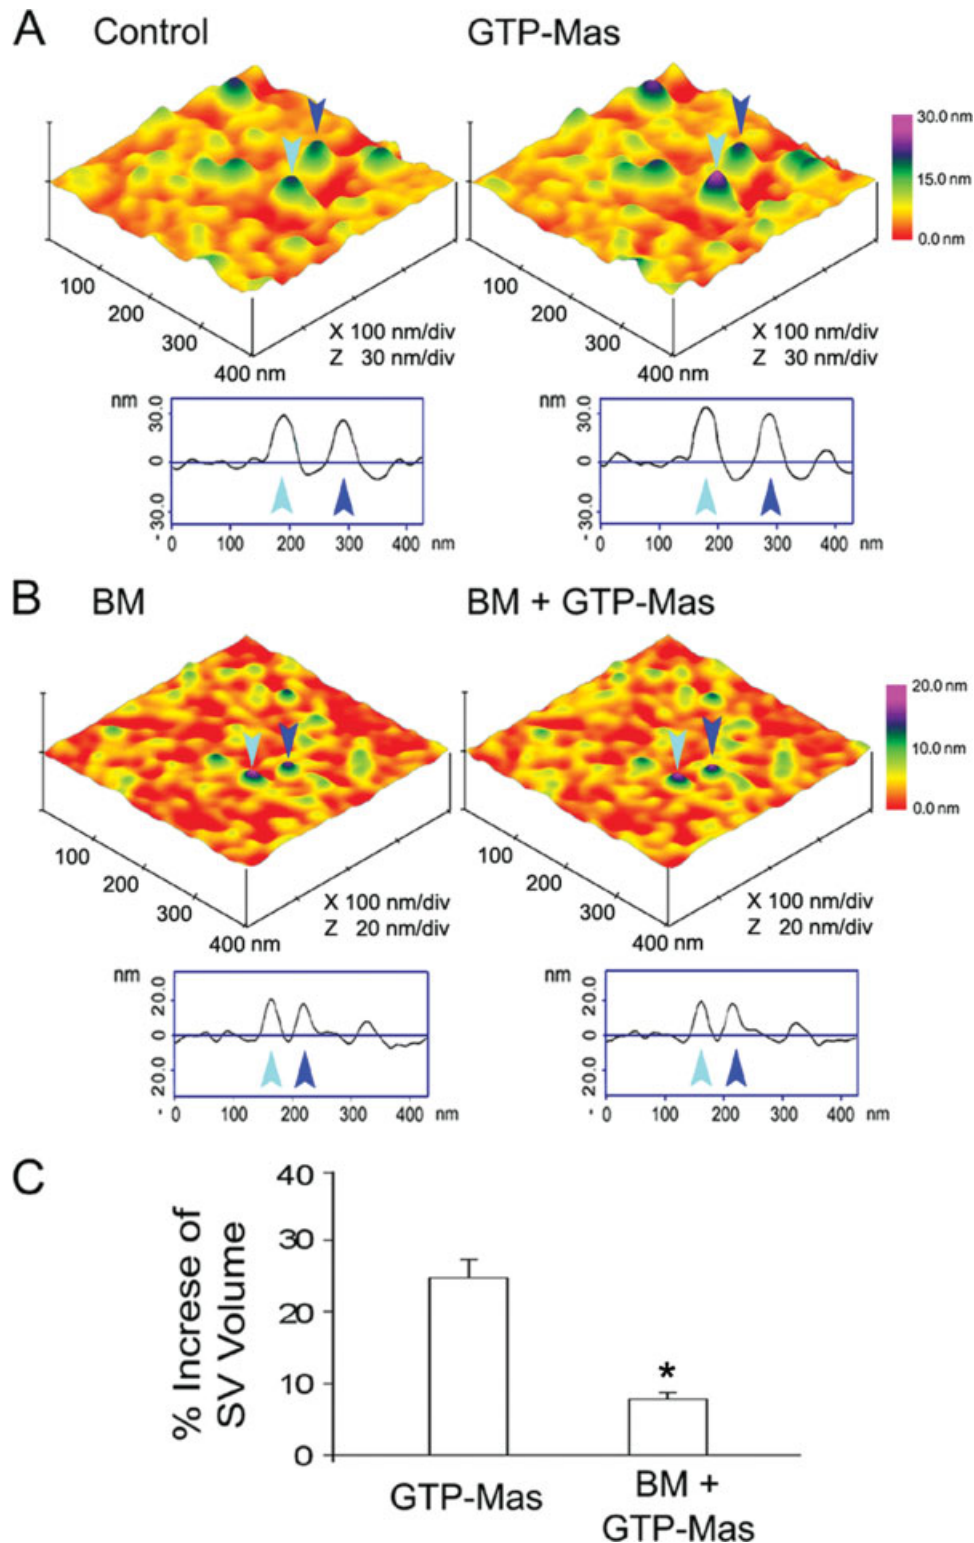 A Control GTP-Mas
30.0 nm
15.0
0.0 nm
100
200
300
400 nm
X 100 nm/div
Z 30 nm/div
100
200
300
400 nm
X 100 nm/div
Z 30 nm/div
nm
30.0
0
-30.0
0 100 200 300 400 nm
nm
30.0
0
-30.0
0 100 200 300 400 nm
B BM BM + GTP-Mas
20.0 nm
10.0
0.0 nm
100
200
300
400 nm
X 100 nm/div
Z 20 nm/div
100
200
300
400 nm
X 100 nm/div
Z 20 nm/div
nm
20.0
0
- 20.0
0 100 200 300 400 nm
nm
20.0
0
- 20.0
0 100 200 300 400 nm
C
% Increse of
SV Volume
40
30
20
10
0
*
GTP-Mas
BM +
GTP-Mas